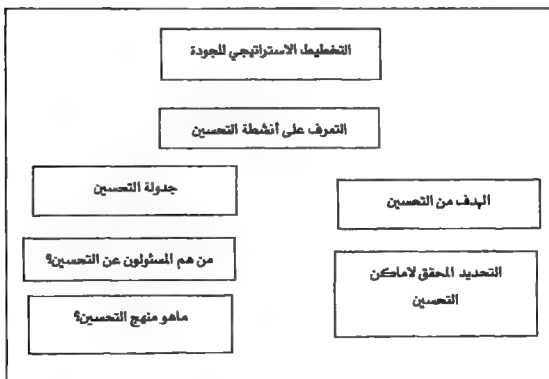 التخطيط الاستراتيجي للجودة
التعرف على أنشطة التحسين
الهدف من التحسين
جدولة التحسين
التحديد المحقق لاماكن
التحسين
من هم المسئولون عن التحسين؟
ماهو منهج التحسين؟